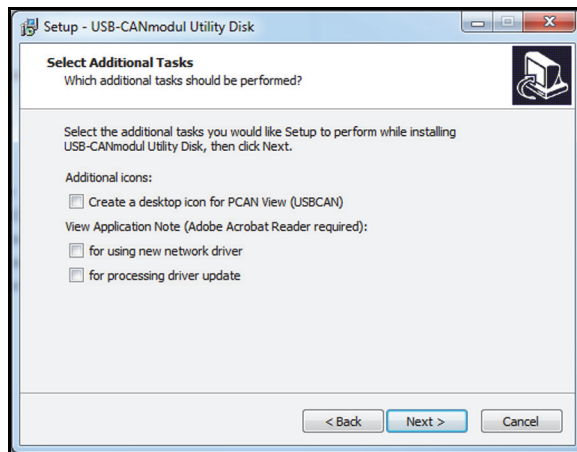 Setup - USB-CANmodul Utility Disk
Select Additional Tasks
Which additional tasks should be performed?
Select the additional tasks you would like Setup to perform while installing
USB-CANmodul Utility Disk, then click Next.
Additional icons:
Create a desktop icon for PCAN View (USBCAN)
View Application Note (Adobe Acrobat Reader required):
for using new network driver
for processing driver update
< Back Next > Cancel